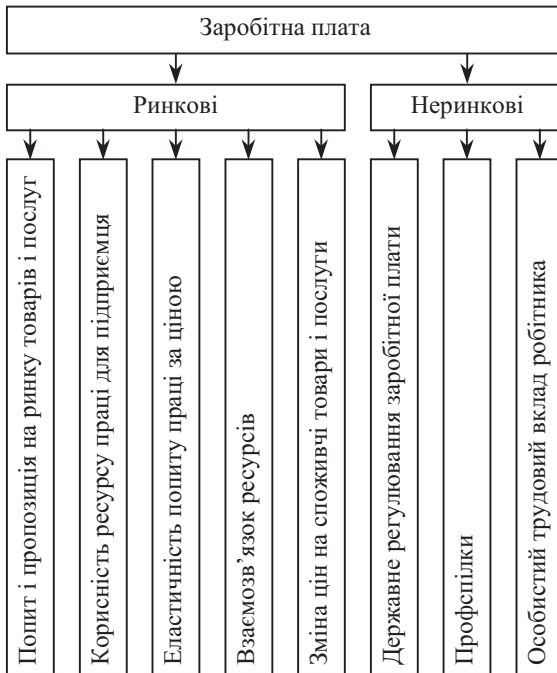 Заробітна плата
Ринкові
Неринкові
Попит і пропозиція на ринку товарів і послуг
Корисність ресурсу праці для підприємця
Еластичність попиту праці за ціною
Взаємозв’язок ресурсів
Зміна цін на споживчі товари і послуги
Державне регулювання заробітної плати
Профспілки
Особистий трудовий вклад робітника